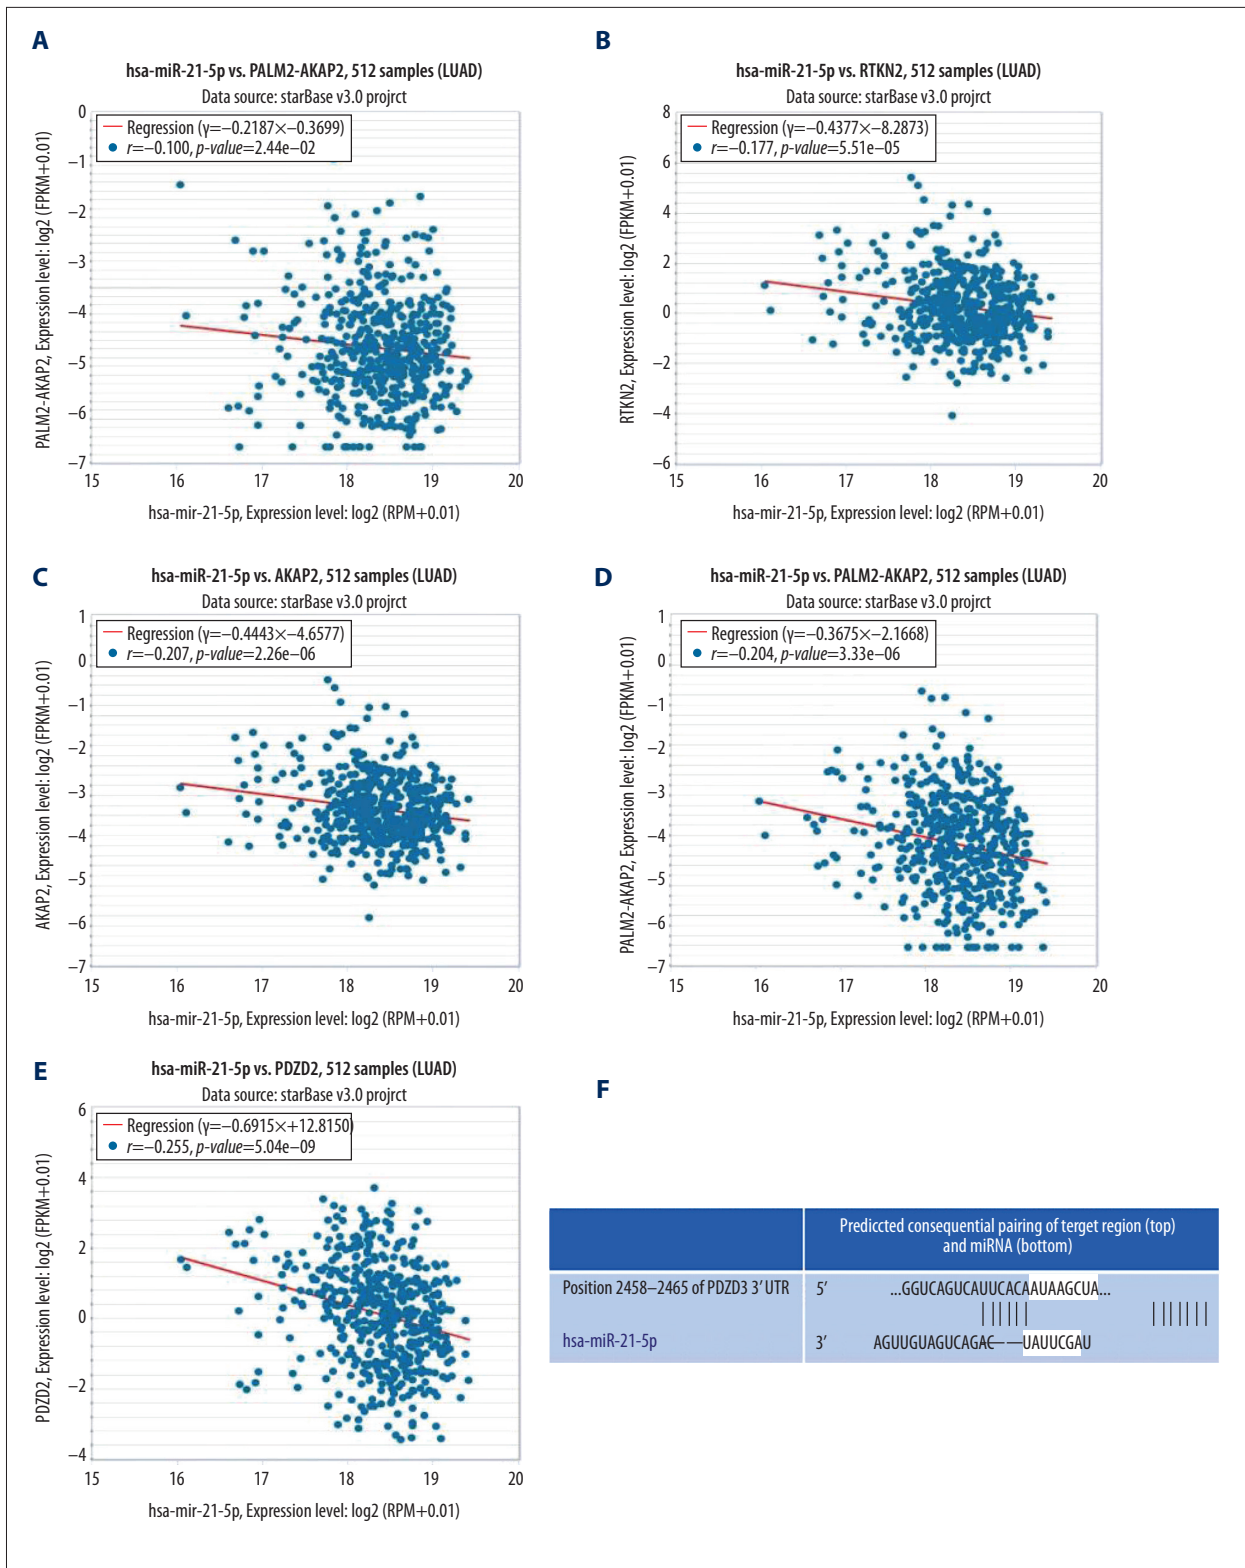 A
hsa-miR-21-5p vs. PALM2-AKAP2, 512 samples (LUAD)
Data source: starBase v3.0 projrct
Regression (γ=−0.2187×−0.3699)
r=−0.100, p-value=2.44e−02
PALM2-AKAP2, Expression level: log2 (FPKM+0.01)
0
−1
−2
−3
−4
−5
−6
−7
15 16 17 18 19 20
hsa-mir-21-5p, Expression level: log2 (RPM+0.01)
B
hsa-miR-21-5p vs. RTKN2, 512 samples (LUAD)
Data source: starBase v3.0 projrct
Regression (γ=−0.4377×−8.2873)
r=−0.177, p-value=5.51e−05
RTKN2, Expression level: log2 (FPKM+0.01)
8
6
4
2
0
−2
−4
−6
15 16 17 18 19 20
hsa-mir-21-5p, Expression level: log2 (RPM+0.01)
C
hsa-miR-21-5p vs. AKAP2, 512 samples (LUAD)
Data source: starBase v3.0 projrct
Regression (γ=−0.4443×−4.6577)
r=−0.207, p-value=2.26e−06
AKAP2, Expression level: log2 (FPKM+0.01)
1
0
−1
−2
−3
−4
−5
−6
−7
15 16 17 18 19 20
hsa-mir-21-5p, Expression level: log2 (RPM+0.01)
D
hsa-miR-21-5p vs. PALM2-AKAP2, 512 samples (LUAD)
Data source: starBase v3.0 projrct
Regression (γ=−0.3675×−2.1668)
r=−0.204, p-value=3.33e−06
PALM2-AKAP2, Expression level: log2 (FPKM+0.01)
1
0
−1
−2
−3
−4
−5
−6
−7
15 16 17 18 19 20
hsa-mir-21-5p, Expression level: log2 (RPM+0.01)
E
hsa-miR-21-5p vs. PDZD2, 512 samples (LUAD)
Data source: starBase v3.0 projrct
Regression (γ=−0.6915×+12.8150)
r=−0.255, p-value=5.04e−09
PDZD2, Expression level: log2 (FPKM+0.01)
6
4
2
0
−2
−4
15 16 17 18 19 20
hsa-mir-21-5p, Expression level: log2 (RPM+0.01)
F
Prediccted consequential pairing of terget region (top)
and miRNA (bottom)
Position 2458–2465 of PDZD3 3’ UTR 5’ ...GGUCAGUCAUUCACAAUAAGCUA...
hsa-miR-21-5p 3’ AGUUGUAGUCAGAC——UAUUCGAU